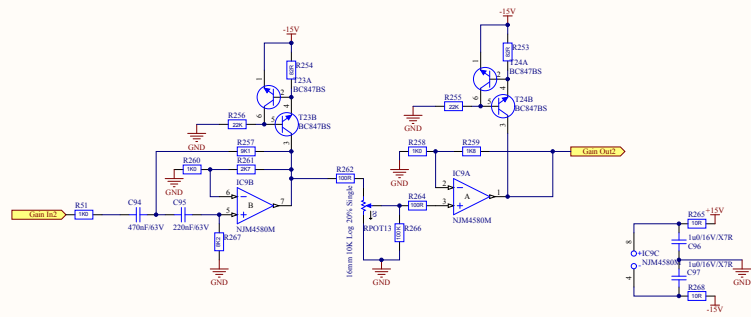 -15V
R254
82R
1
T23A
2
BC847BS
6
4
R256
22K
5
T23B
BC847BS
GND
3
R257
9K1
R260
1K0
R261
2K7
GND
IC9B
6
B
7
5
NJM4580M
R51
Gain In2
1K0
C94
470nF/63V
C95
220nF/63V
R267
8K2
GND
R262
100R
16mm 10K Log 20% Single
RPOT13
R264
100R
R266
100K
GND
-15V
R253
82R
1
T24A
2
BC847BS
6
4
R255
22K
5
T24B
BC847BS
GND
3
R258
1K0
R259
1K8
GND
Gain Out2
IC9A
2
A
1
3
NJM4580M
+15V
R265
10R
1u0/16V/X7R
C96
8
+IC9C
-NJM4580M
4
1u0/16V/X7R
C97
GND
R268
10R
-15V